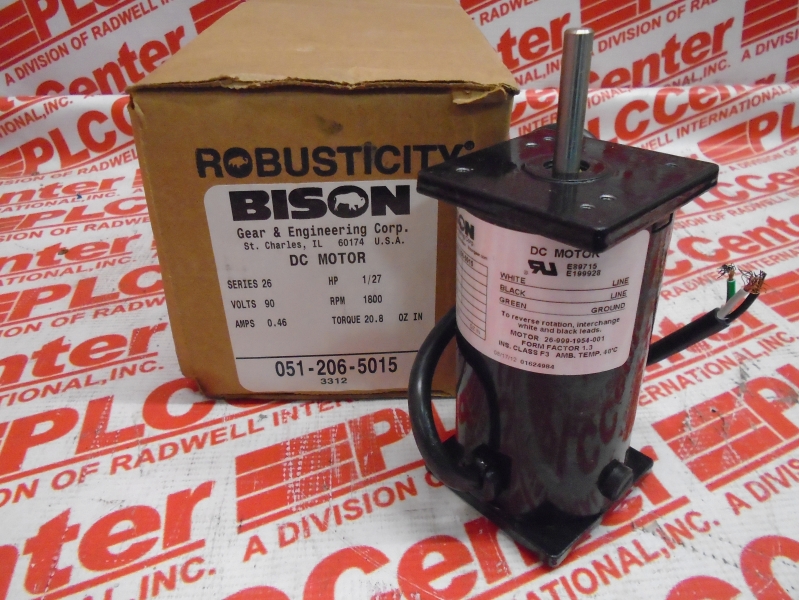 ROBUSTICITY
BISON
Gear & Engineering Corp.
St. Charles, IL 60174 U.S.A.
DC MOTOR
SERIES 26 HP 1/27
VOLTS 90 RPM 1800
AMPS 0.46 TORQUE 20.8 OZ IN
051-206-5015
3312
DC MOTOR
E89715
E199928
WHITE LINE
BLACK LINE
GREEN GROUND
To reverse rotation, interchange
white and black leads.
MOTOR 26-999-1954-001
FORM FACTOR 1.3
INS. CLASS F3 AMB. TEMP. 40°C
01624984
PLCCenter
A DIVISION OF RADWELL INTERNATIONAL, INC.